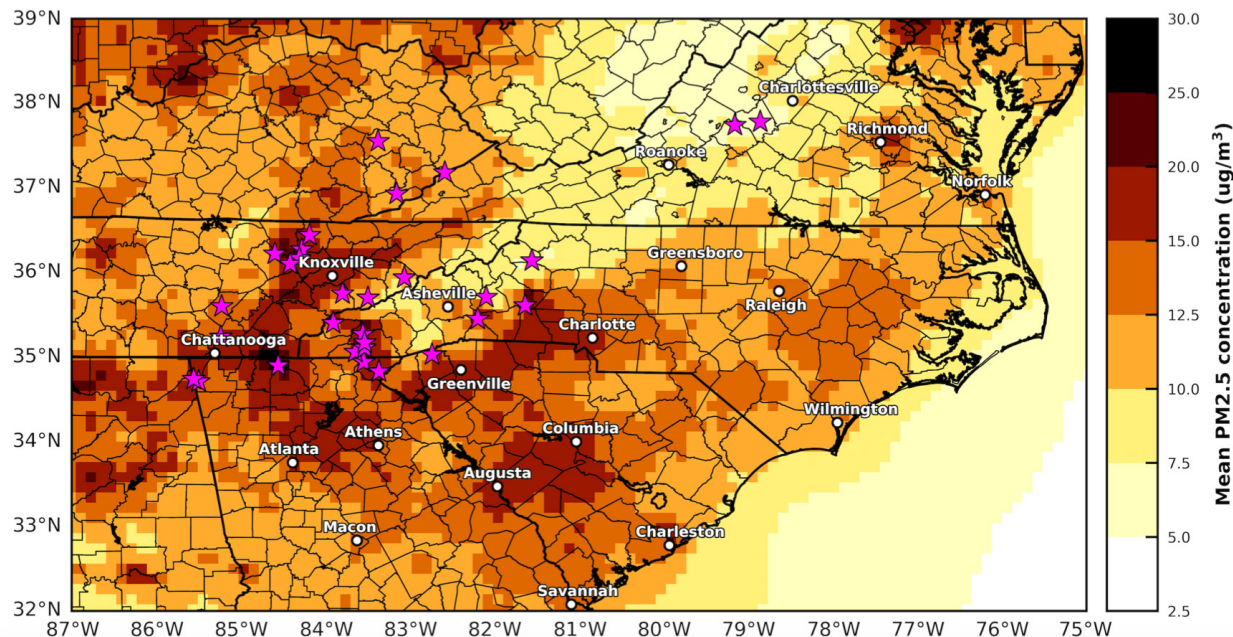 39°N
38°N
37°N
36°N
35°N
34°N
33°N
32°N
87°W 86°W 85°W 84°W 83°W 82°W 81°W 80°W 79°W 78°W 77°W 76°W 75°W
Charlottesville
Richmond
Roanoke
Norfolk
Knoxville
Greensboro
Asheville
Raleigh
Chattanooga
Charlotte
Greenville
Wilmington
Athens
Columbia
Atlanta
Augusta
Macon
Charleston
Savannah
30.0
25.0
20.0
15.0
12.5
10.0
7.5
5.0
2.5
Mean PM2.5 concentration (ug/m³)